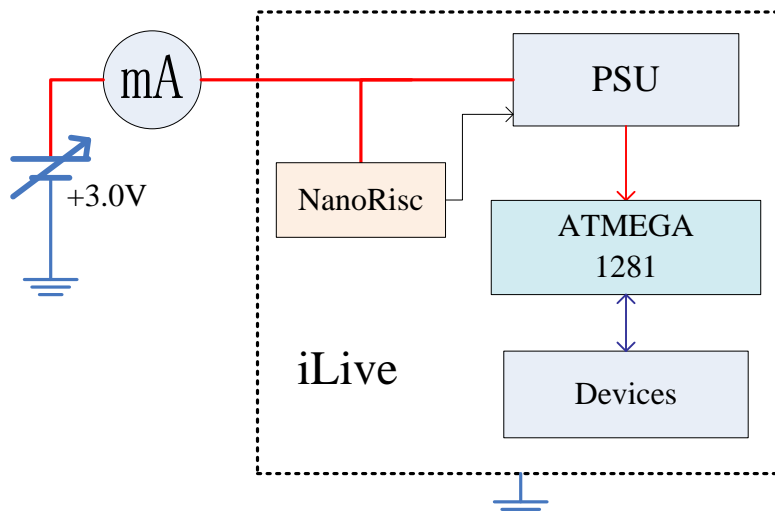 mA
PSU
+3.0V
NanoRisc
ATMEGA
1281
iLive
Devices